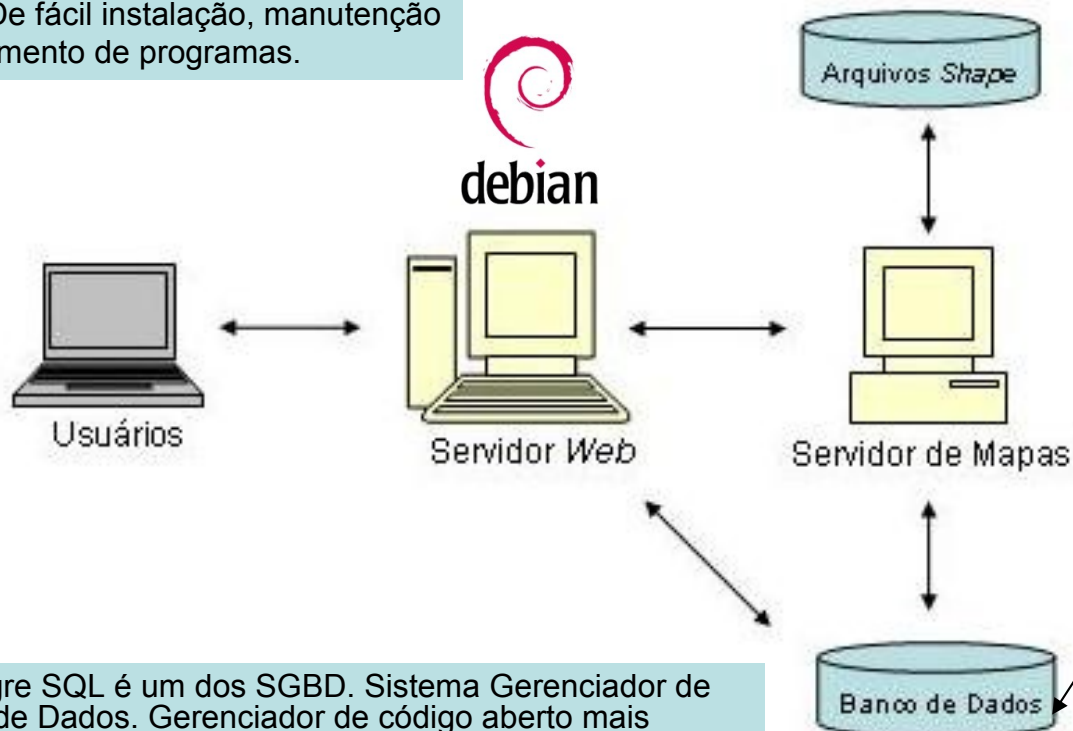 De fácil instalação, manutenção
mento de programas.
Arquivos Shape
debian
Usuários
Servidor Web
Servidor de Mapas
gre SQL é um dos SGBD. Sistema Gerenciador de
de Dados. Gerenciador de código aberto mais
Banco de Dados